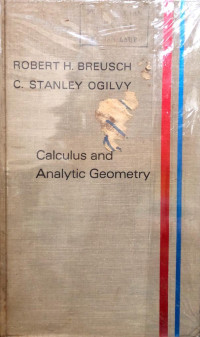 ROBERT H. BREUSCH
C. STANLEY OGILVY
Calculus and
Analytic Geometry